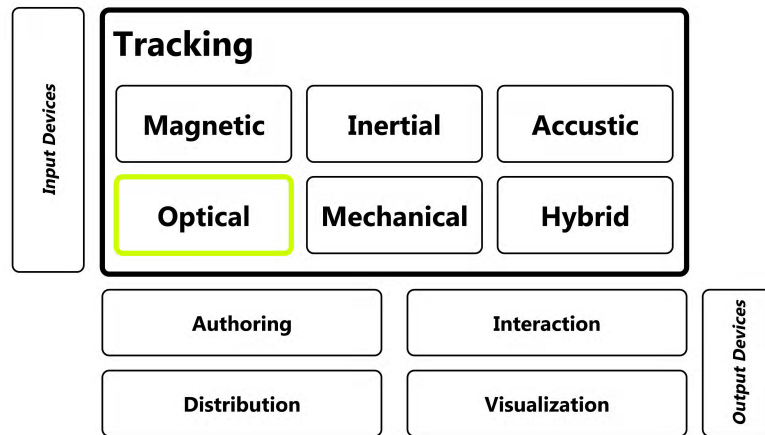 Input Devices
Tracking
Magnetic
Inertial
Accustic
Optical
Mechanical
Hybrid
Authoring
Interaction
Distribution
Visualization
Output Devices